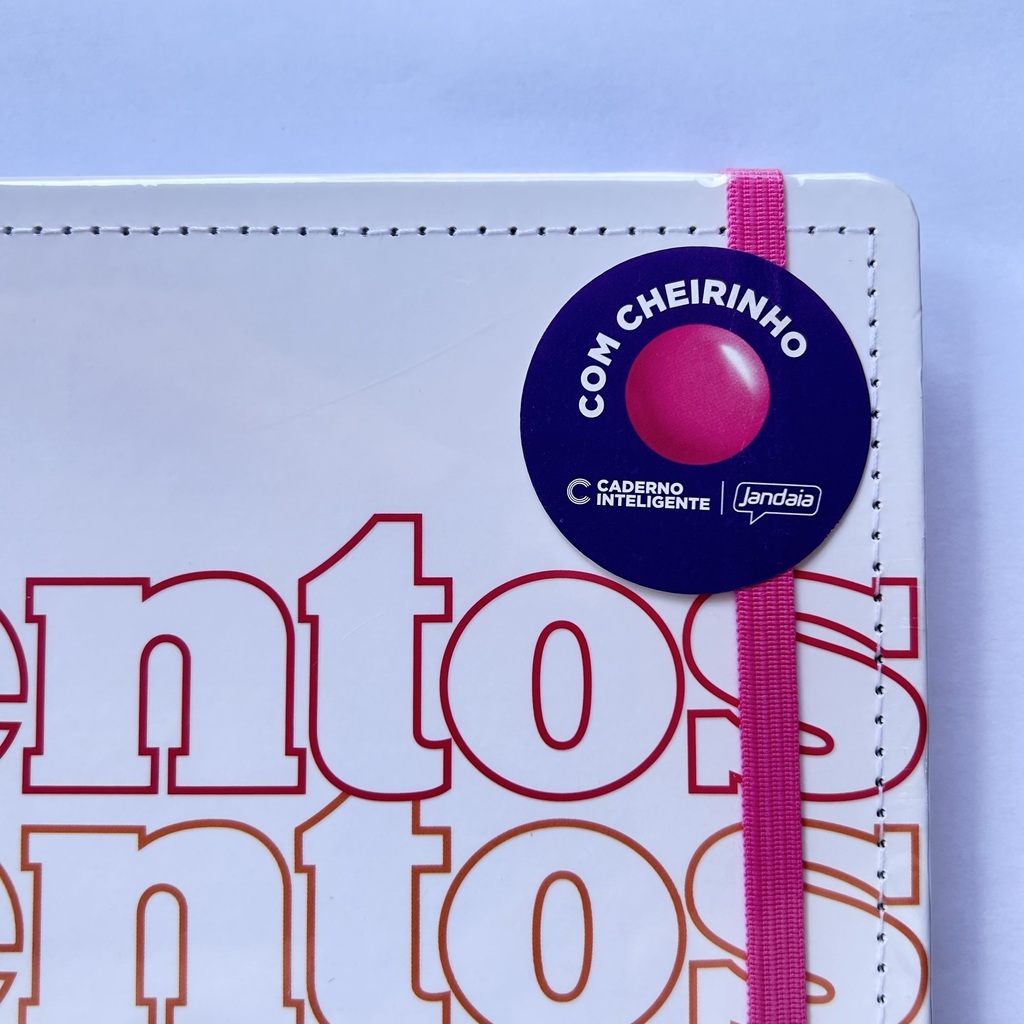 COM CHEIRINHO
CADERNO
INTELIGENTE
Jandaia
entos
entos